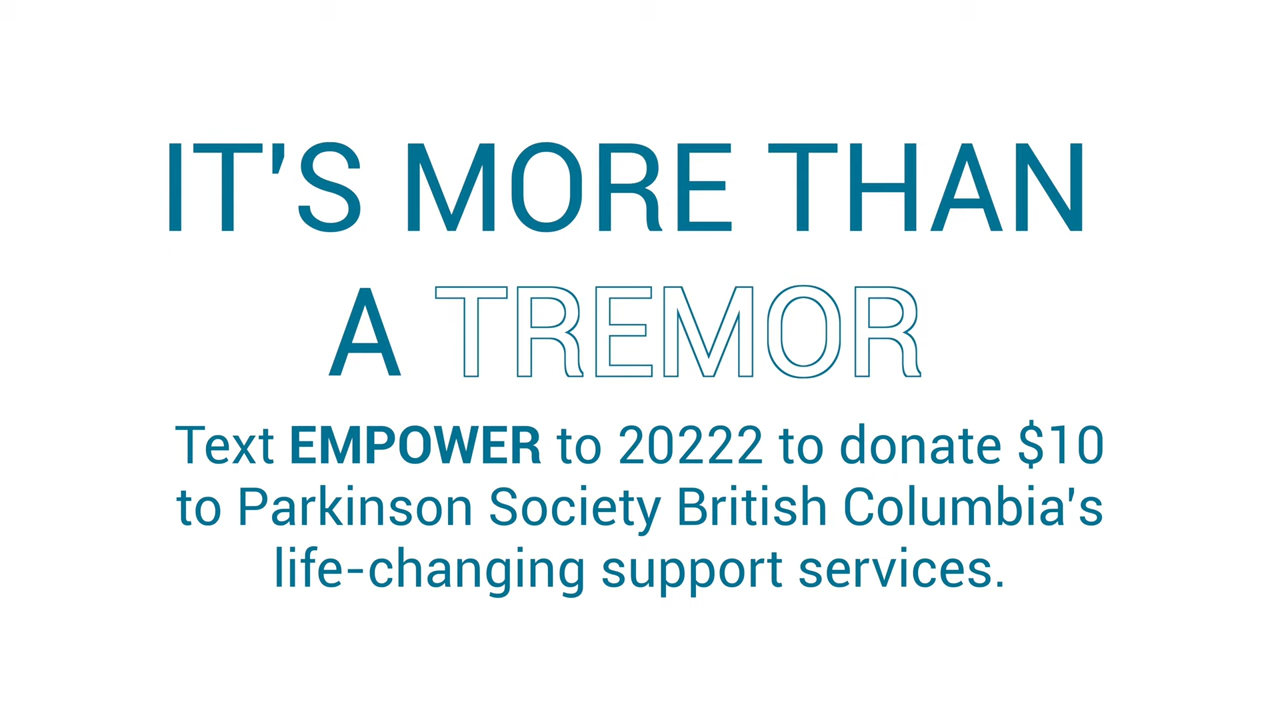 IT'S MORE THAN
A TREMOR
Text EMPOWER to 20222 to donate $10
to Parkinson Society British Columbia's
life-changing support services.